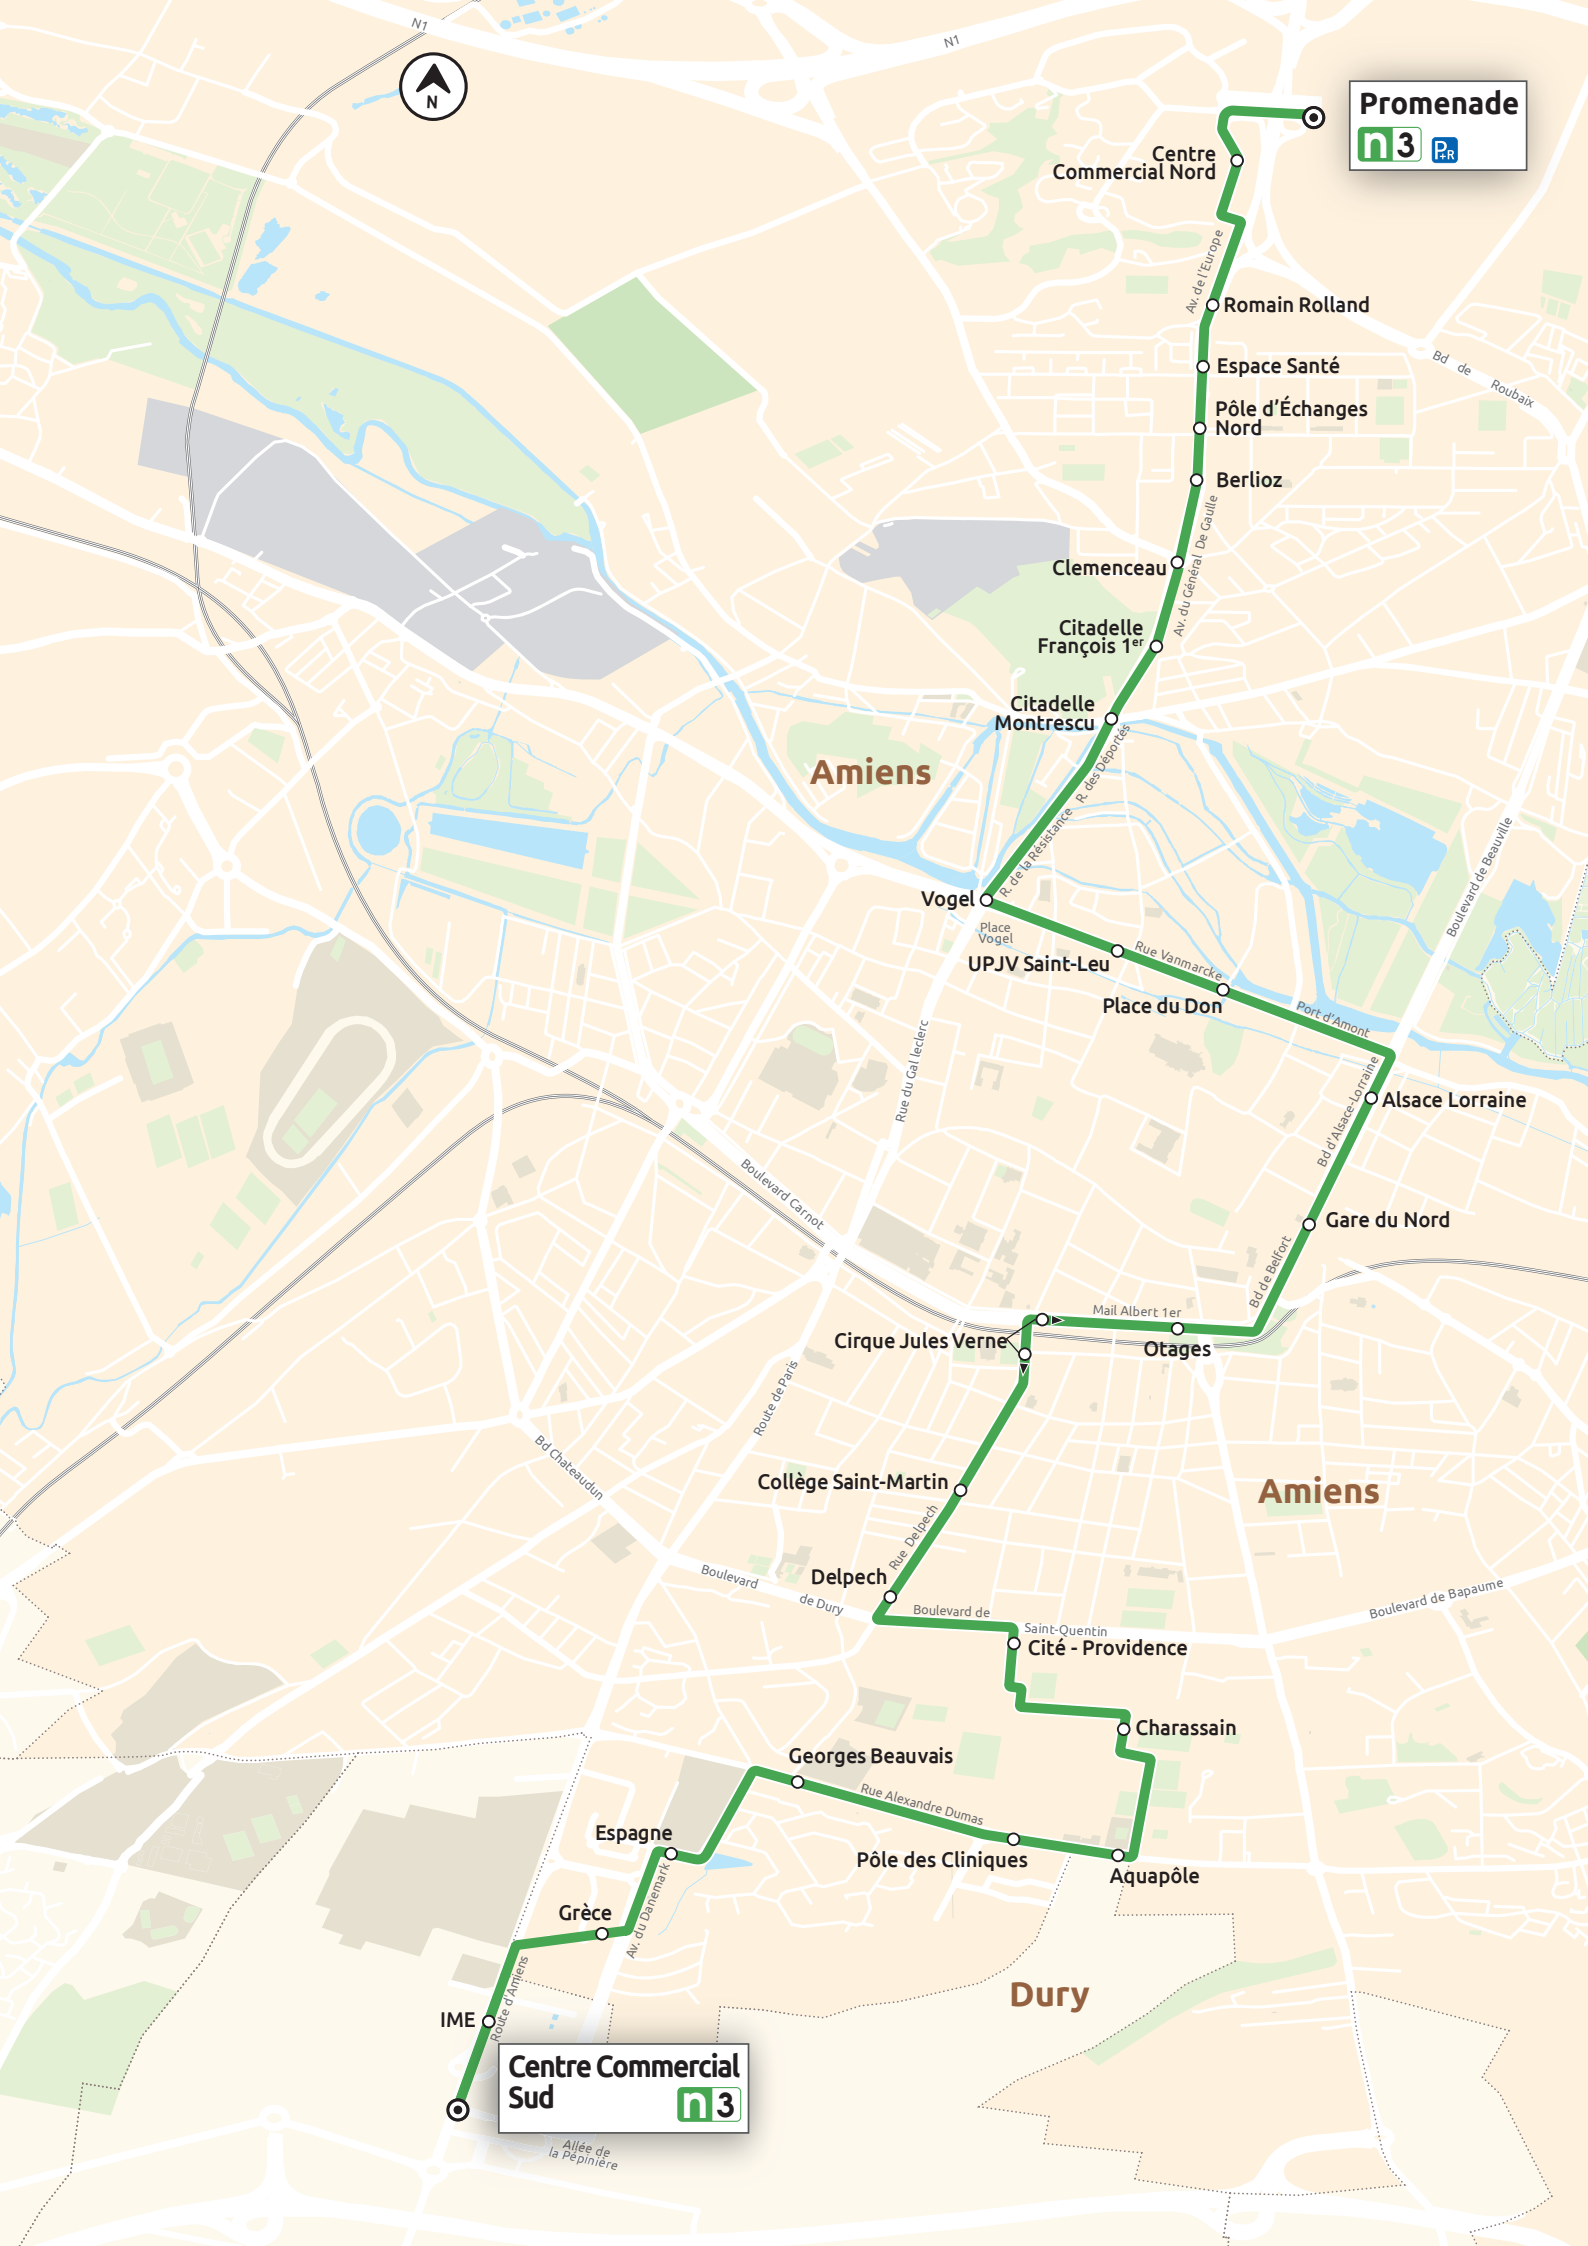 N1
N1
N
Promenade
n 3 P+R
Centre
Commercial Nord
Av. de l'Europe
Romain Rolland
Bd de Roubaix
Espace Santé
Pôle d'Échanges
Nord
Berlioz
Av. du Général De Gaulle
Clemenceau
Citadelle
François 1er
Citadelle
Montrescu
R. des Déportés
Amiens
R. de la Résistance
Boulevard de Beauville
Vogel
Place
Vogel
Rue Vanmarcke
UPJV Saint-Leu
Place du Don
Port d'Amont
Rue du Gal leclerc
Bd d'Alsace-Lorraine
Alsace Lorraine
Boulevard Carnot
Gare du Nord
Bd de Belfort
Mail Albert 1er
Cirque Jules Verne
Otages
Route de Paris
Bd Chateaudun
Collège Saint-Martin
Amiens
Rue Delpech
Delpech
Boulevard
de Dury
Boulevard de
Saint-Quentin
Boulevard de Bapaume
Cité - Providence
Charassain
Georges Beauvais
Rue Alexandre Dumas
Espagne
Pôle des Cliniques
Aquapôle
Av. du Danemark
Grèce
Route d'Amiens
Dury
IME
Centre Commercial
Sud n 3
Allée de
la Pépinière